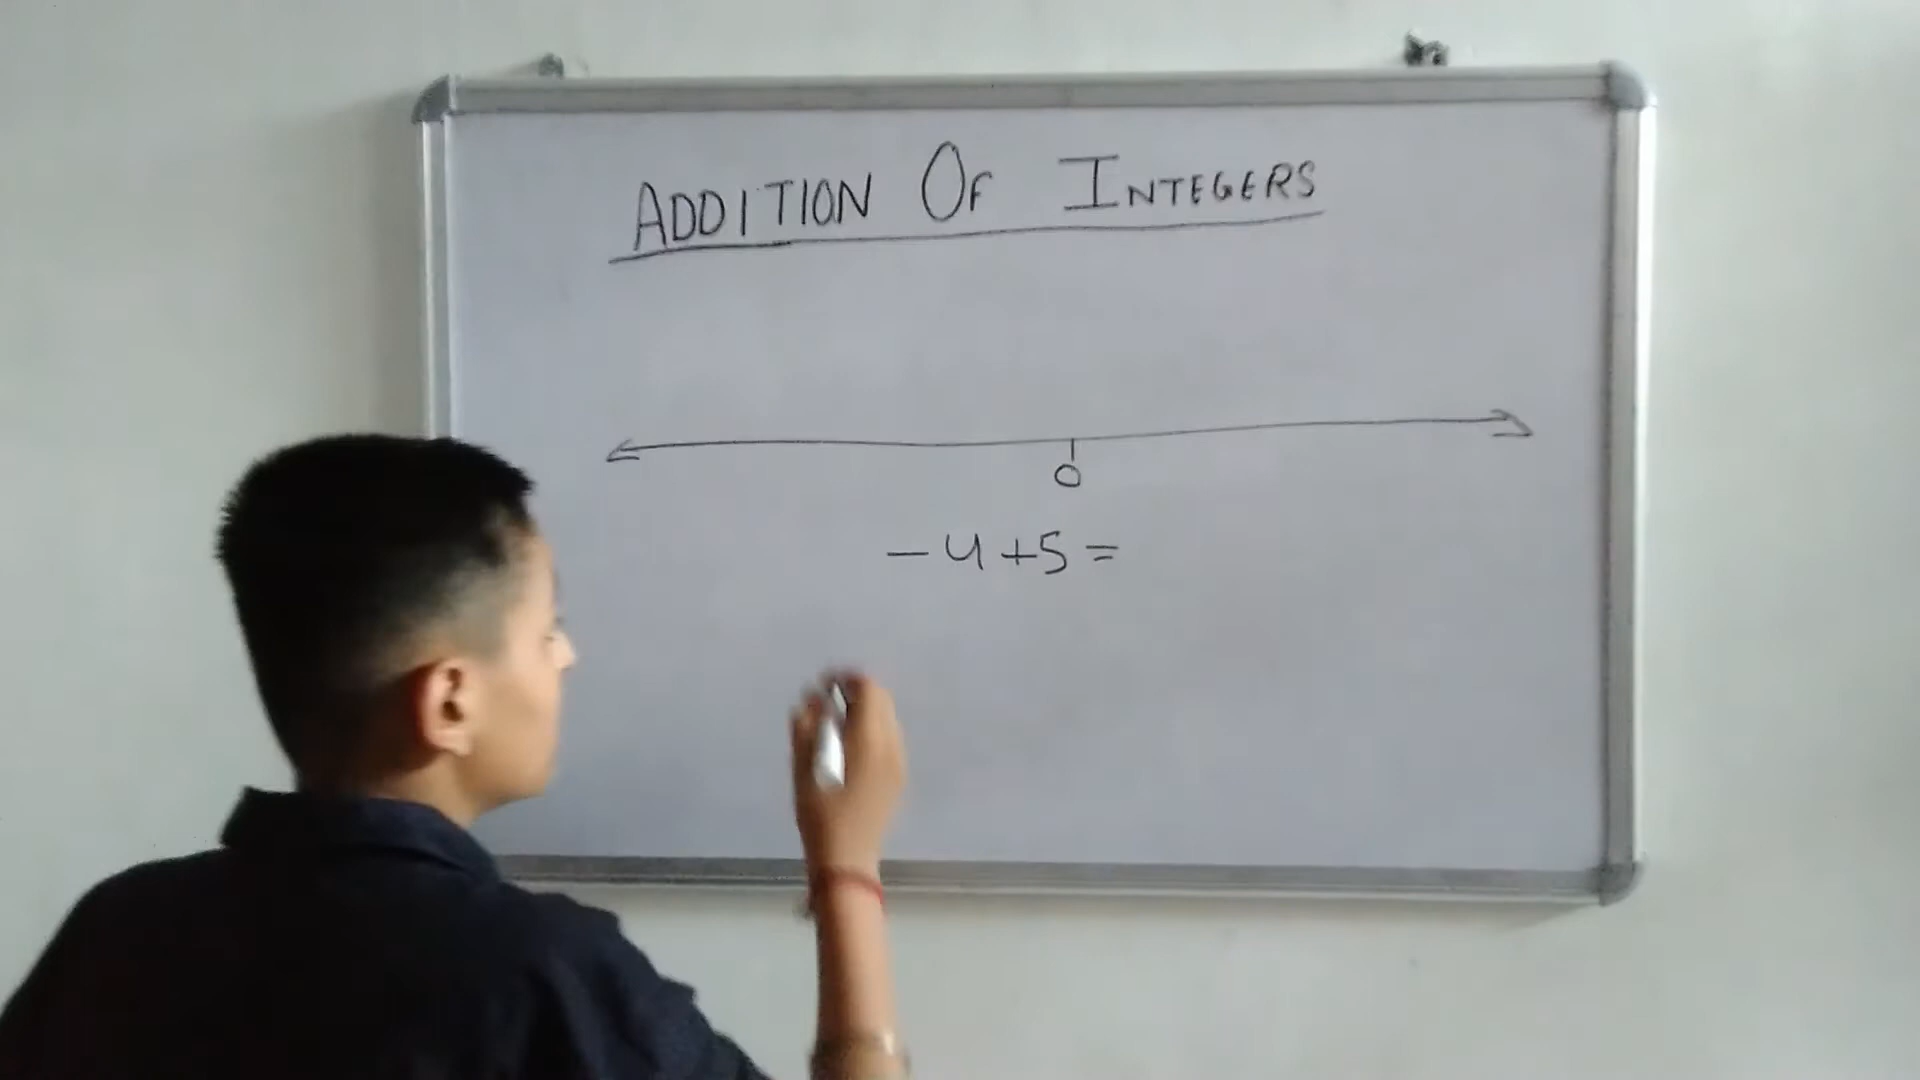 ADDITION OF INTEGERS
0
-4+5=